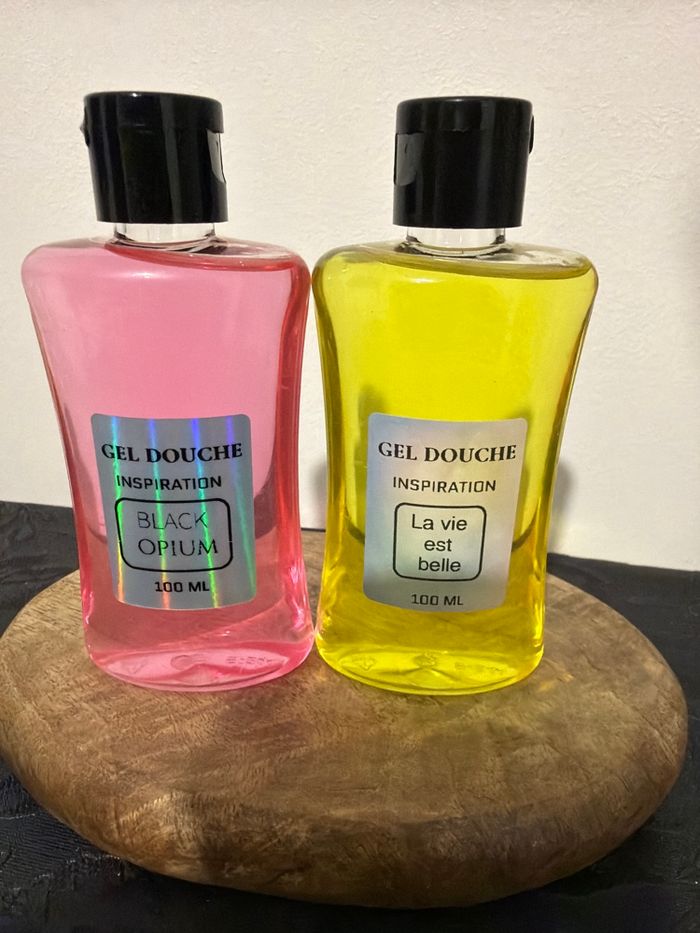 GEL DOUCHE
INSPIRATION
BLACK
OPIUM
100 ML
GEL DOUCHE
INSPIRATION
La vie
est
belle
100 ML